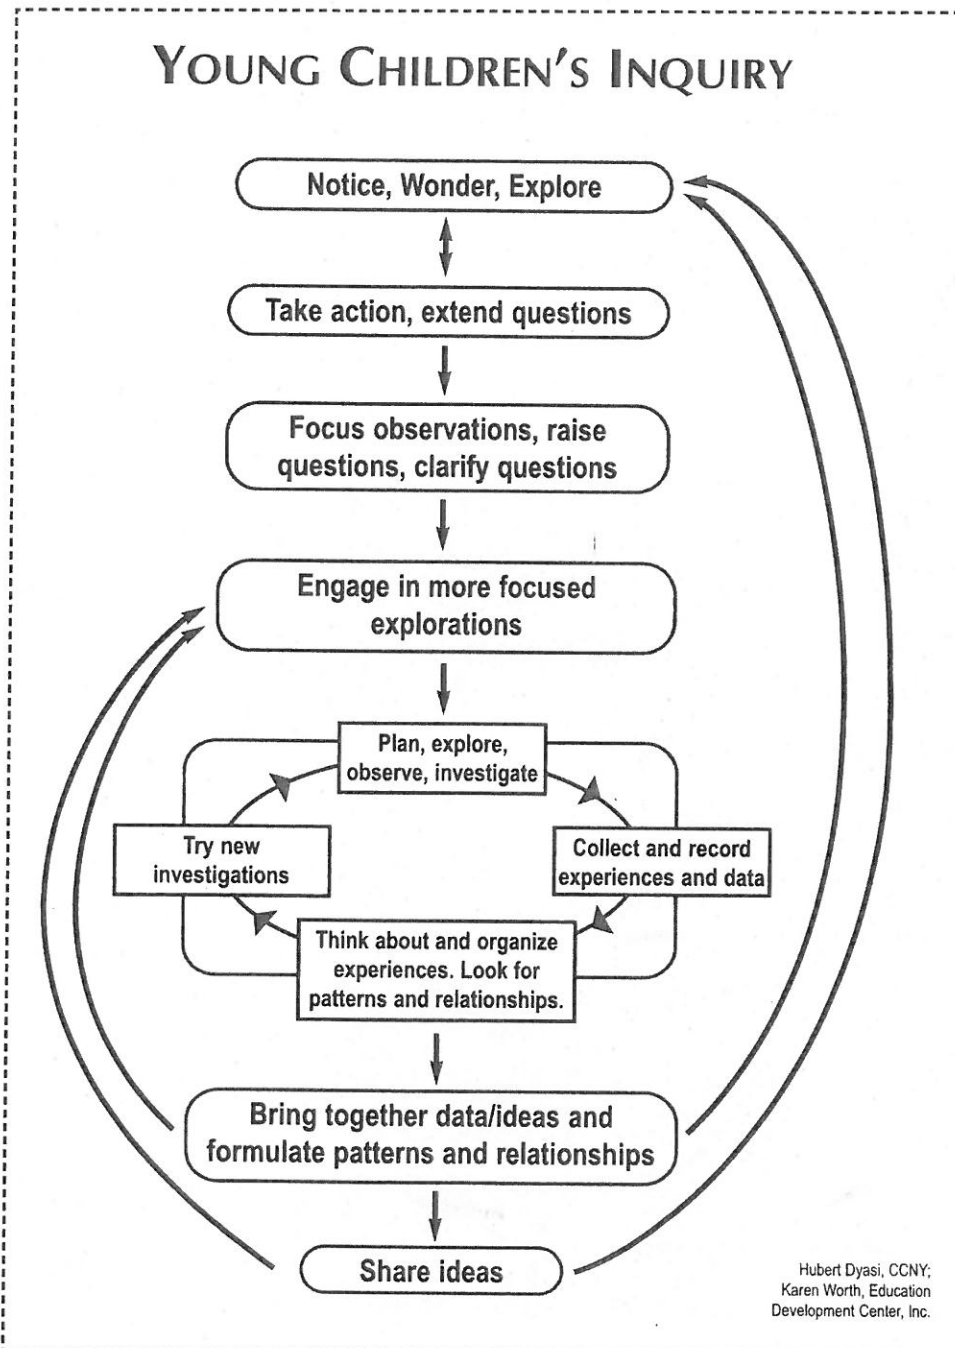 YOUNG CHILDREN'S INQUIRY
Notice, Wonder, Explore
Take action, extend questions
Focus observations, raise
questions, clarify questions
Engage in more focused
explorations
Plan, explore,
observe, investigate
Try new
investigations
Collect and record
experiences and data
Think about and organize
experiences. Look for
patterns and relationships.
Bring together data/ideas and
formulate patterns and relationships
Share ideas
Hubert Dyasi, CCNY;
Karen Worth, Education
Development Center, Inc.